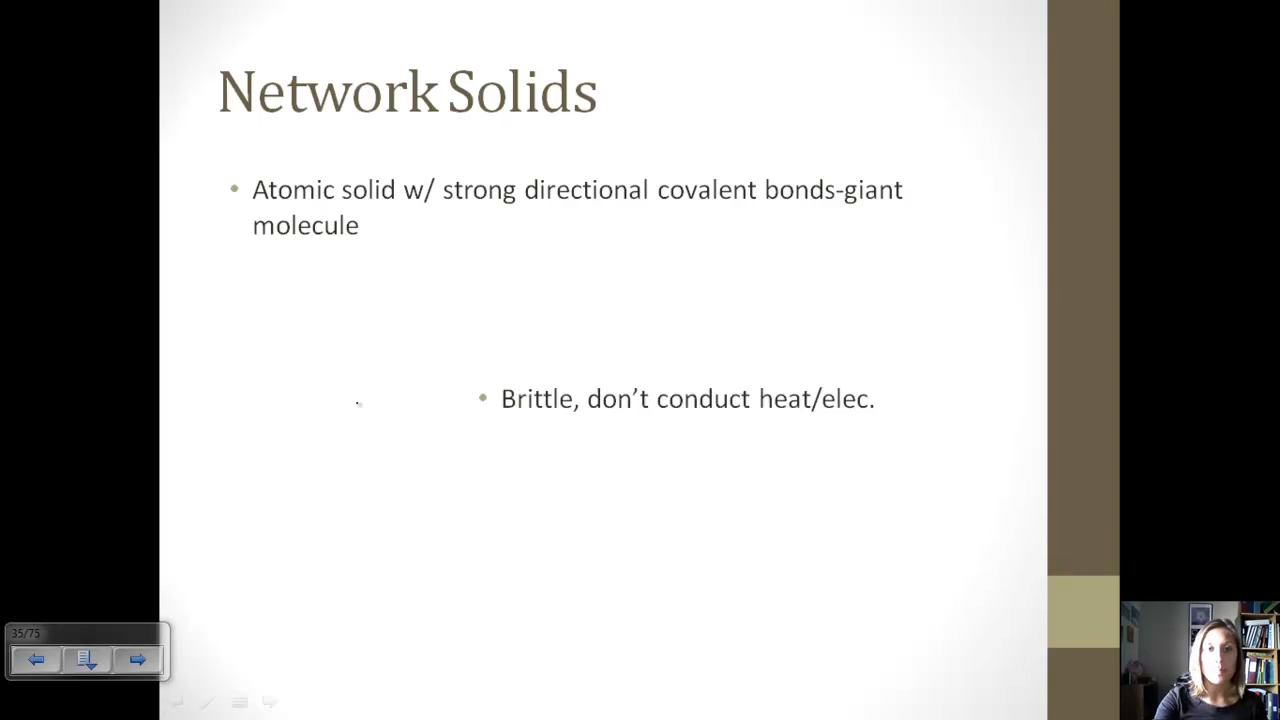 Network Solids
• Atomic solid w/ strong directional covalent bonds-giant
molecule
• Brittle, don't conduct heat/elec.
35/75